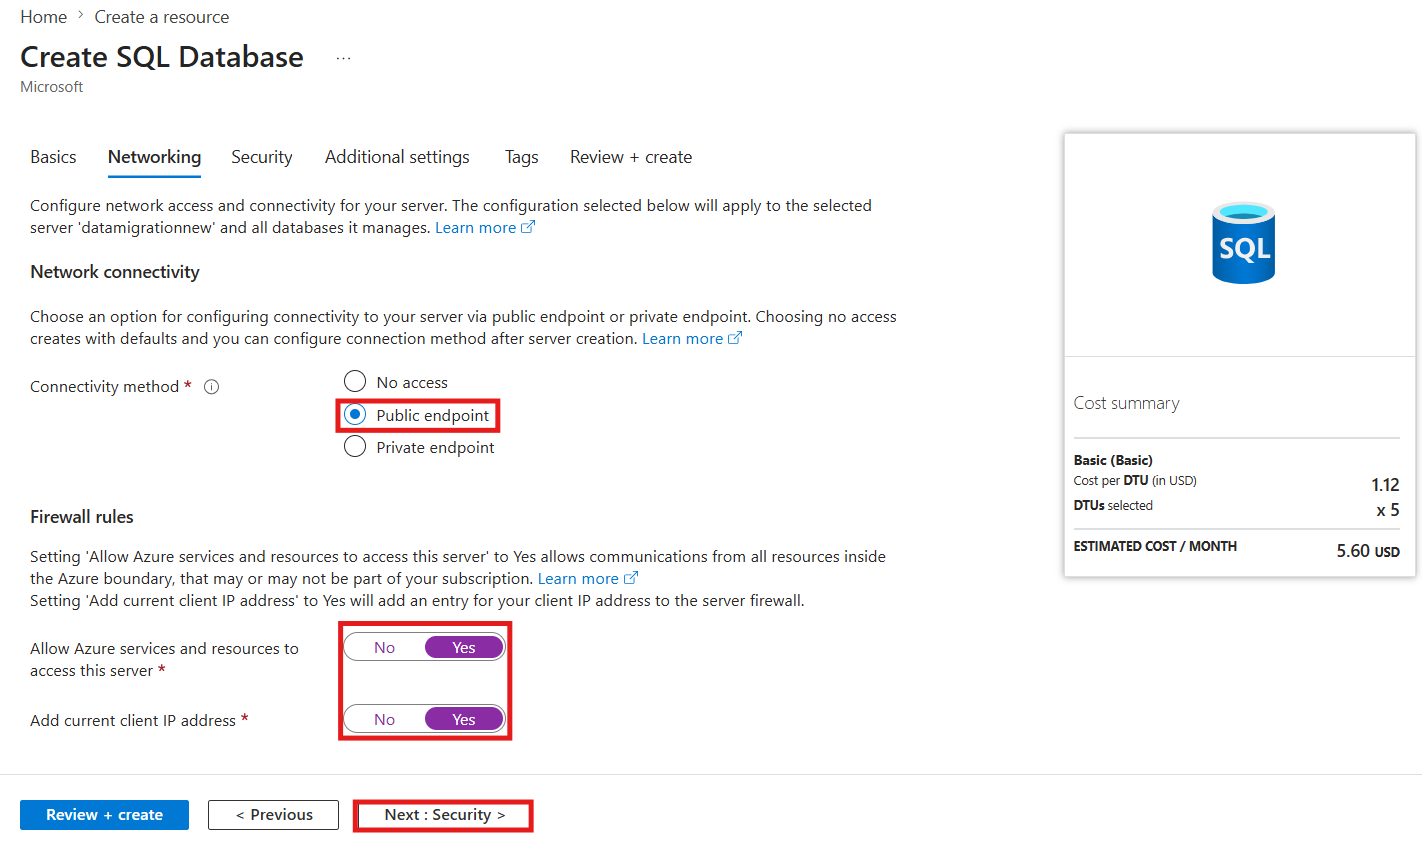 Home > Create a resource
Create SQL Database ...
Microsoft
Basics Networking Security Additional settings Tags Review + create
Configure network access and connectivity for your server. The configuration selected below will apply to the selected
server 'datamigrationnew' and all databases it manages. Learn more
Network connectivity
Choose an option for configuring connectivity to your server via public endpoint or private endpoint. Choosing no access
creates with defaults and you can configure connection method after server creation. Learn more
Connectivity method *
No access
Public endpoint
Private endpoint
Firewall rules
Setting 'Allow Azure services and resources to access this server' to Yes allows communications from all resources inside
the Azure boundary, that may or may not be part of your subscription. Learn more
Setting 'Add current client IP address' to Yes will add an entry for your client IP address to the server firewall.
Allow Azure services and resources to
access this server *
No Yes
Add current client IP address *
No Yes
Review + create
< Previous
Next : Security >
SQL
Cost summary
Basic (Basic)
Cost per DTU (in USD) 1.12
DTUs selected x 5
ESTIMATED COST / MONTH 5.60 USD